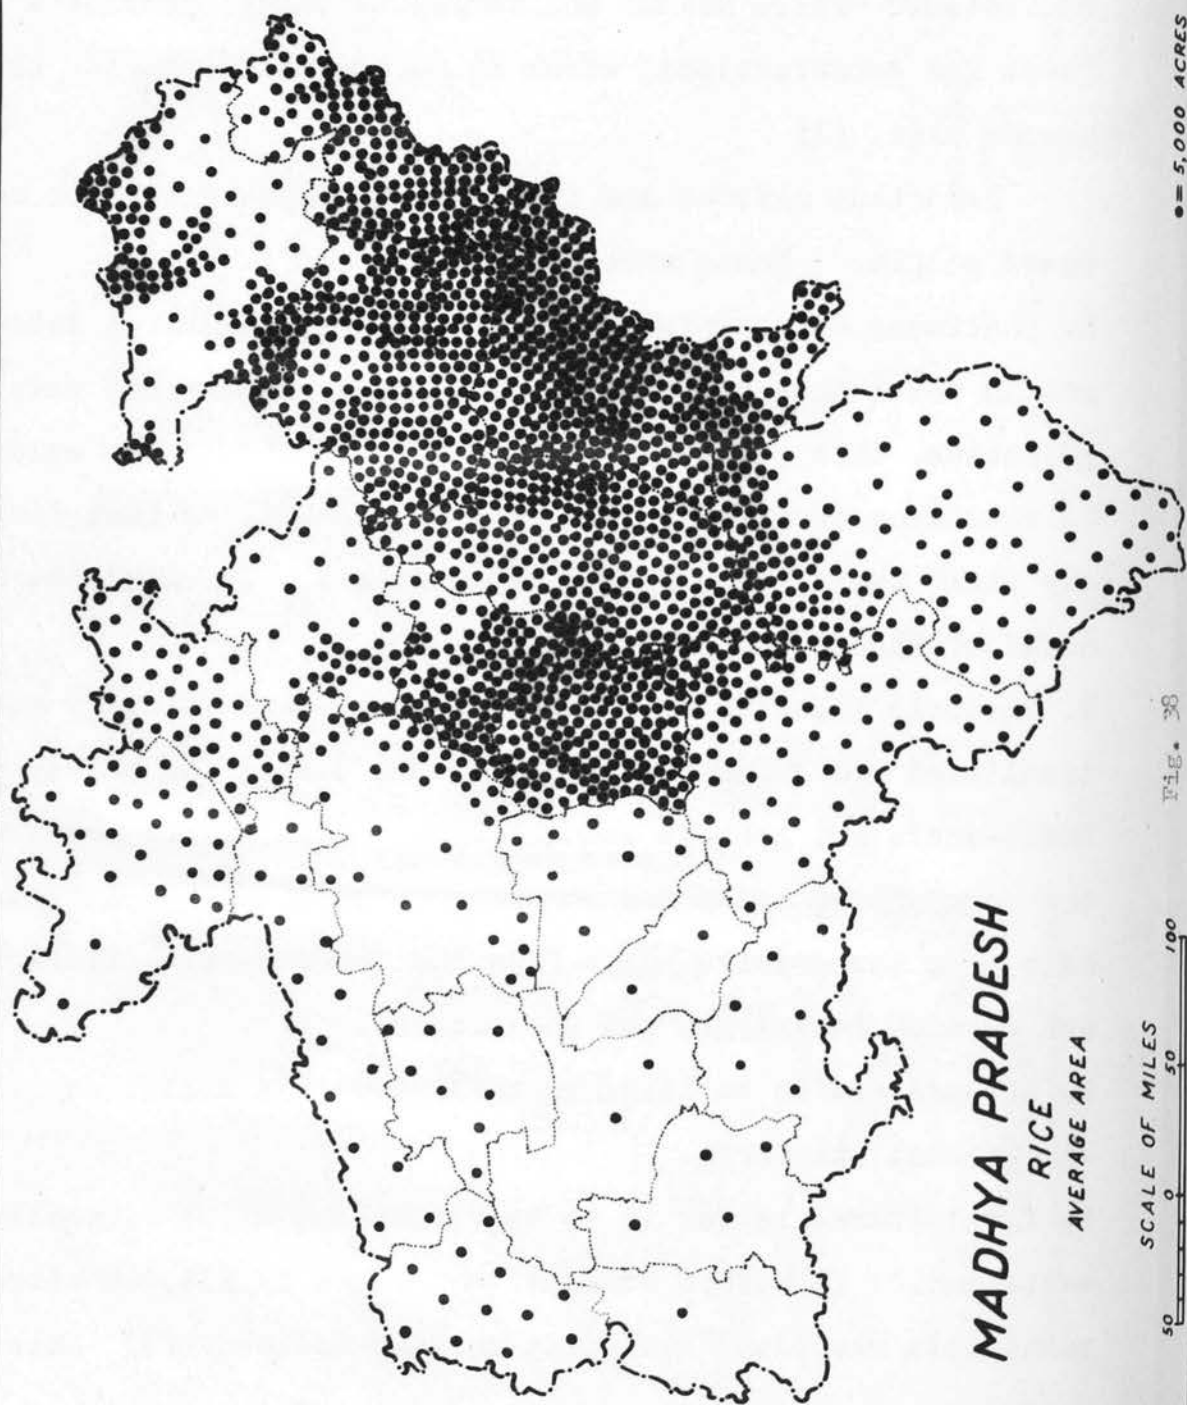 MADHYA PRADESH
RICE
AVERAGE AREA
SCALE OF MILES
50 0 50 100
Fig. 38
●= 5,000 ACRES